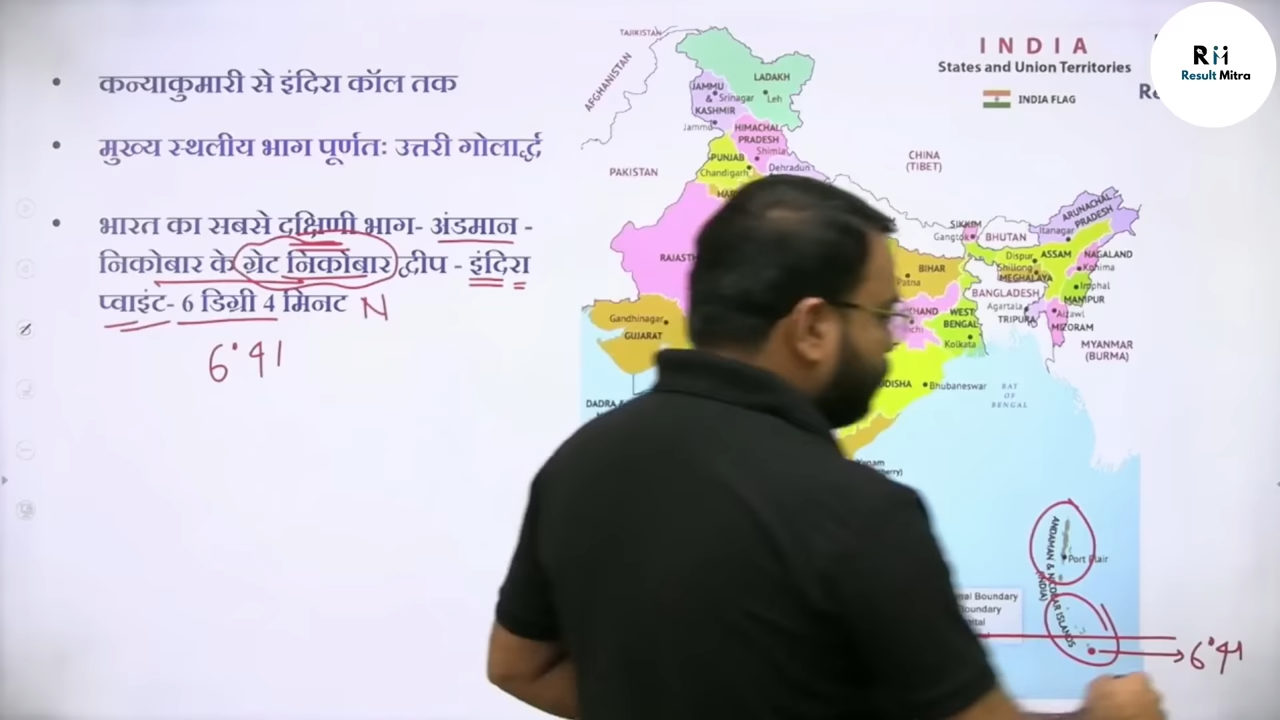 • कन्याकुमारी से इंदिरा कॉल तक
• मुख्य स्थलीय भाग पूर्णतः उत्तरी गोलार्द्ध
• भारत का सबसे दक्षिणी भाग- अंडमान -
निकोबार के ग्रेट निकोबार द्वीप - इंदिरा
प्वाइंट- 6 डिग्री 4 मिनट N
6°41
RM
Result Mitra
INDIA
States and Union Territories
INDIA FLAG
TAJIKISTAN
AFGHANISTAN
LADAKH
Leh
JAMMU
&
KASHMIR
Srinagar
Jammu
HIMACHAL
PRADESH
Shimla
PUNJAB
Chandigarh
Dehradun
PAKISTAN
CHINA
(TIBET)
SIKKIM
Gangtok
BHUTAN
ARUNACHAL
PRADESH
Itanagar
Dispur
ASSAM
NAGALAND
Kohima
Shillong
MEGHALAYA
Imphal
MANIPUR
BIHAR
Patna
BANGLADESH
Agartala
TRIPURA
Aizawl
MIZORAM
WEST
BENGAL
Kolkata
MYANMAR
(BURMA)
Gandhinagar
GUJARAT
Bhubaneswar
BAY
OF
BENGAL
ANDAMAN & NICOBAR ISLANDS
(INDIA)
Port Blair
Boundary
6°41